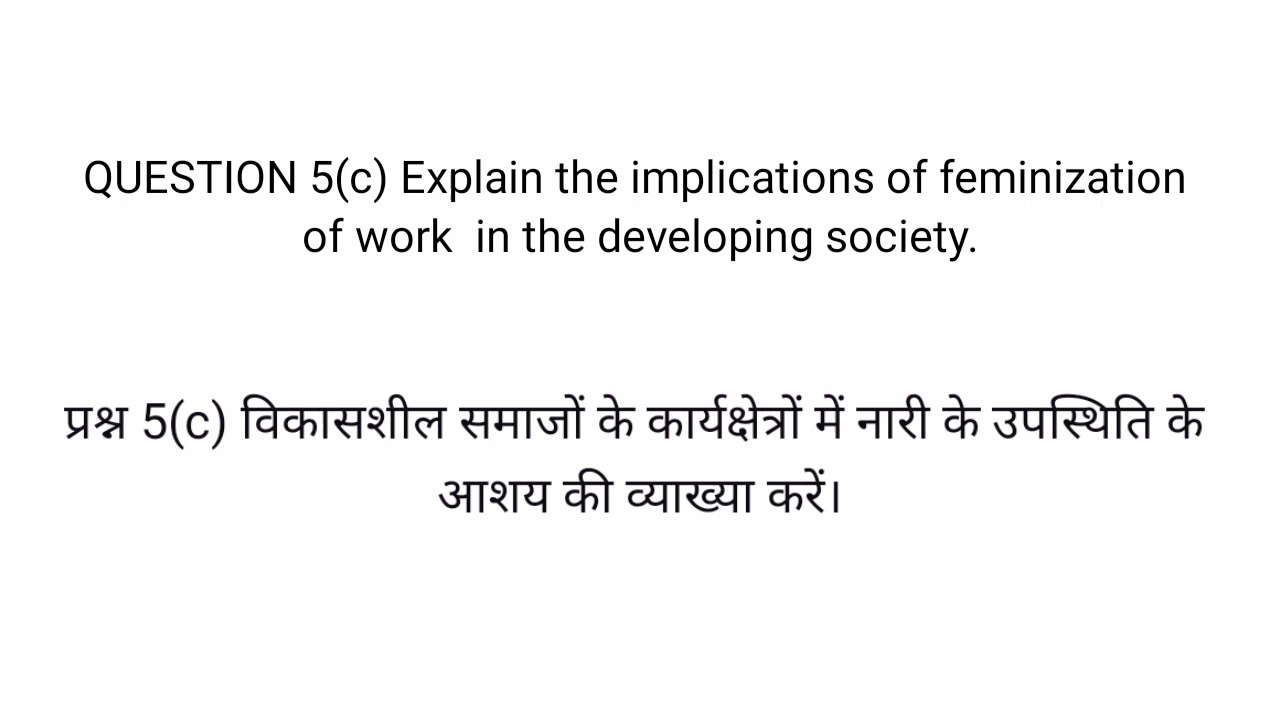 QUESTION 5(c) Explain the implications of feminization
of work in the developing society.
प्रश्न 5(c) विकासशील समाजों के कार्यक्षेत्रों में नारी के उपस्थिति के
आशय की व्याख्या करें।